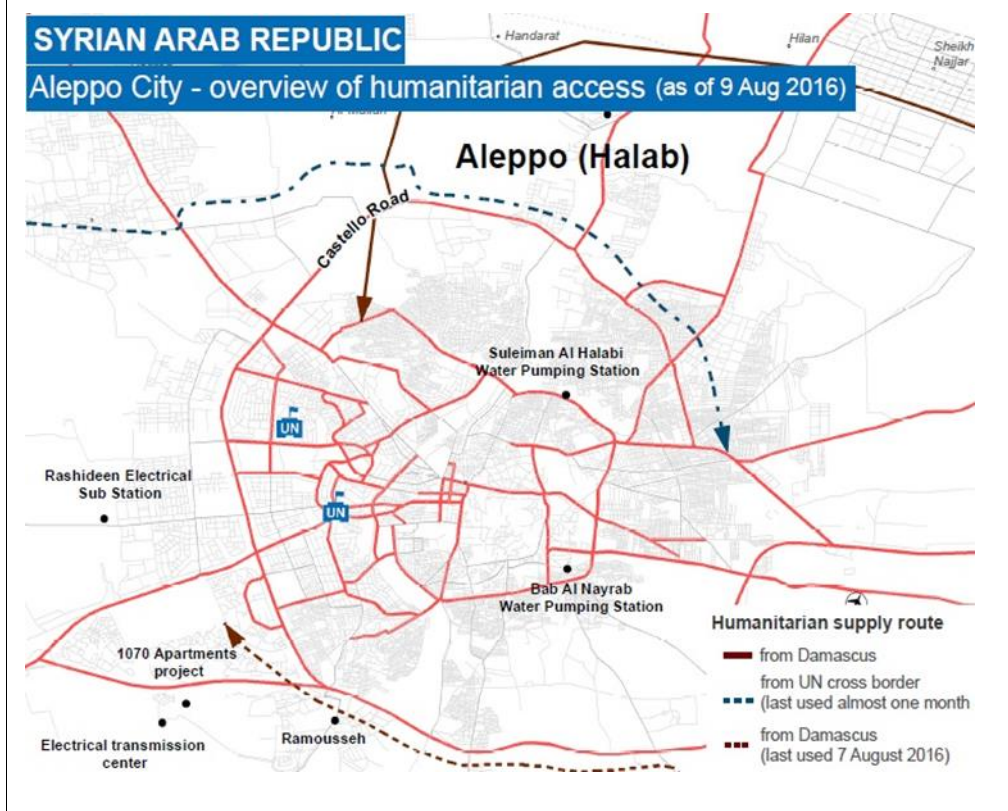 SYRIAN ARAB REPUBLIC
Aleppo City - overview of humanitarian access (as of 9 Aug 2016)
Handarat
Hilan
Sheikh
Najjar
Aleppo (Halab)
Castello Road
Suleiman Al Halabi
Water Pumping Station
UN
Rashideen Electrical
Sub Station
UN
Bab Al Nayrab
Water Pumping Station
1070 Apartments
project
Electrical transmission
center
Ramousseh
Humanitarian supply route
from Damascus
from UN cross border
(last used almost one month
from Damascus
(last used 7 August 2016)